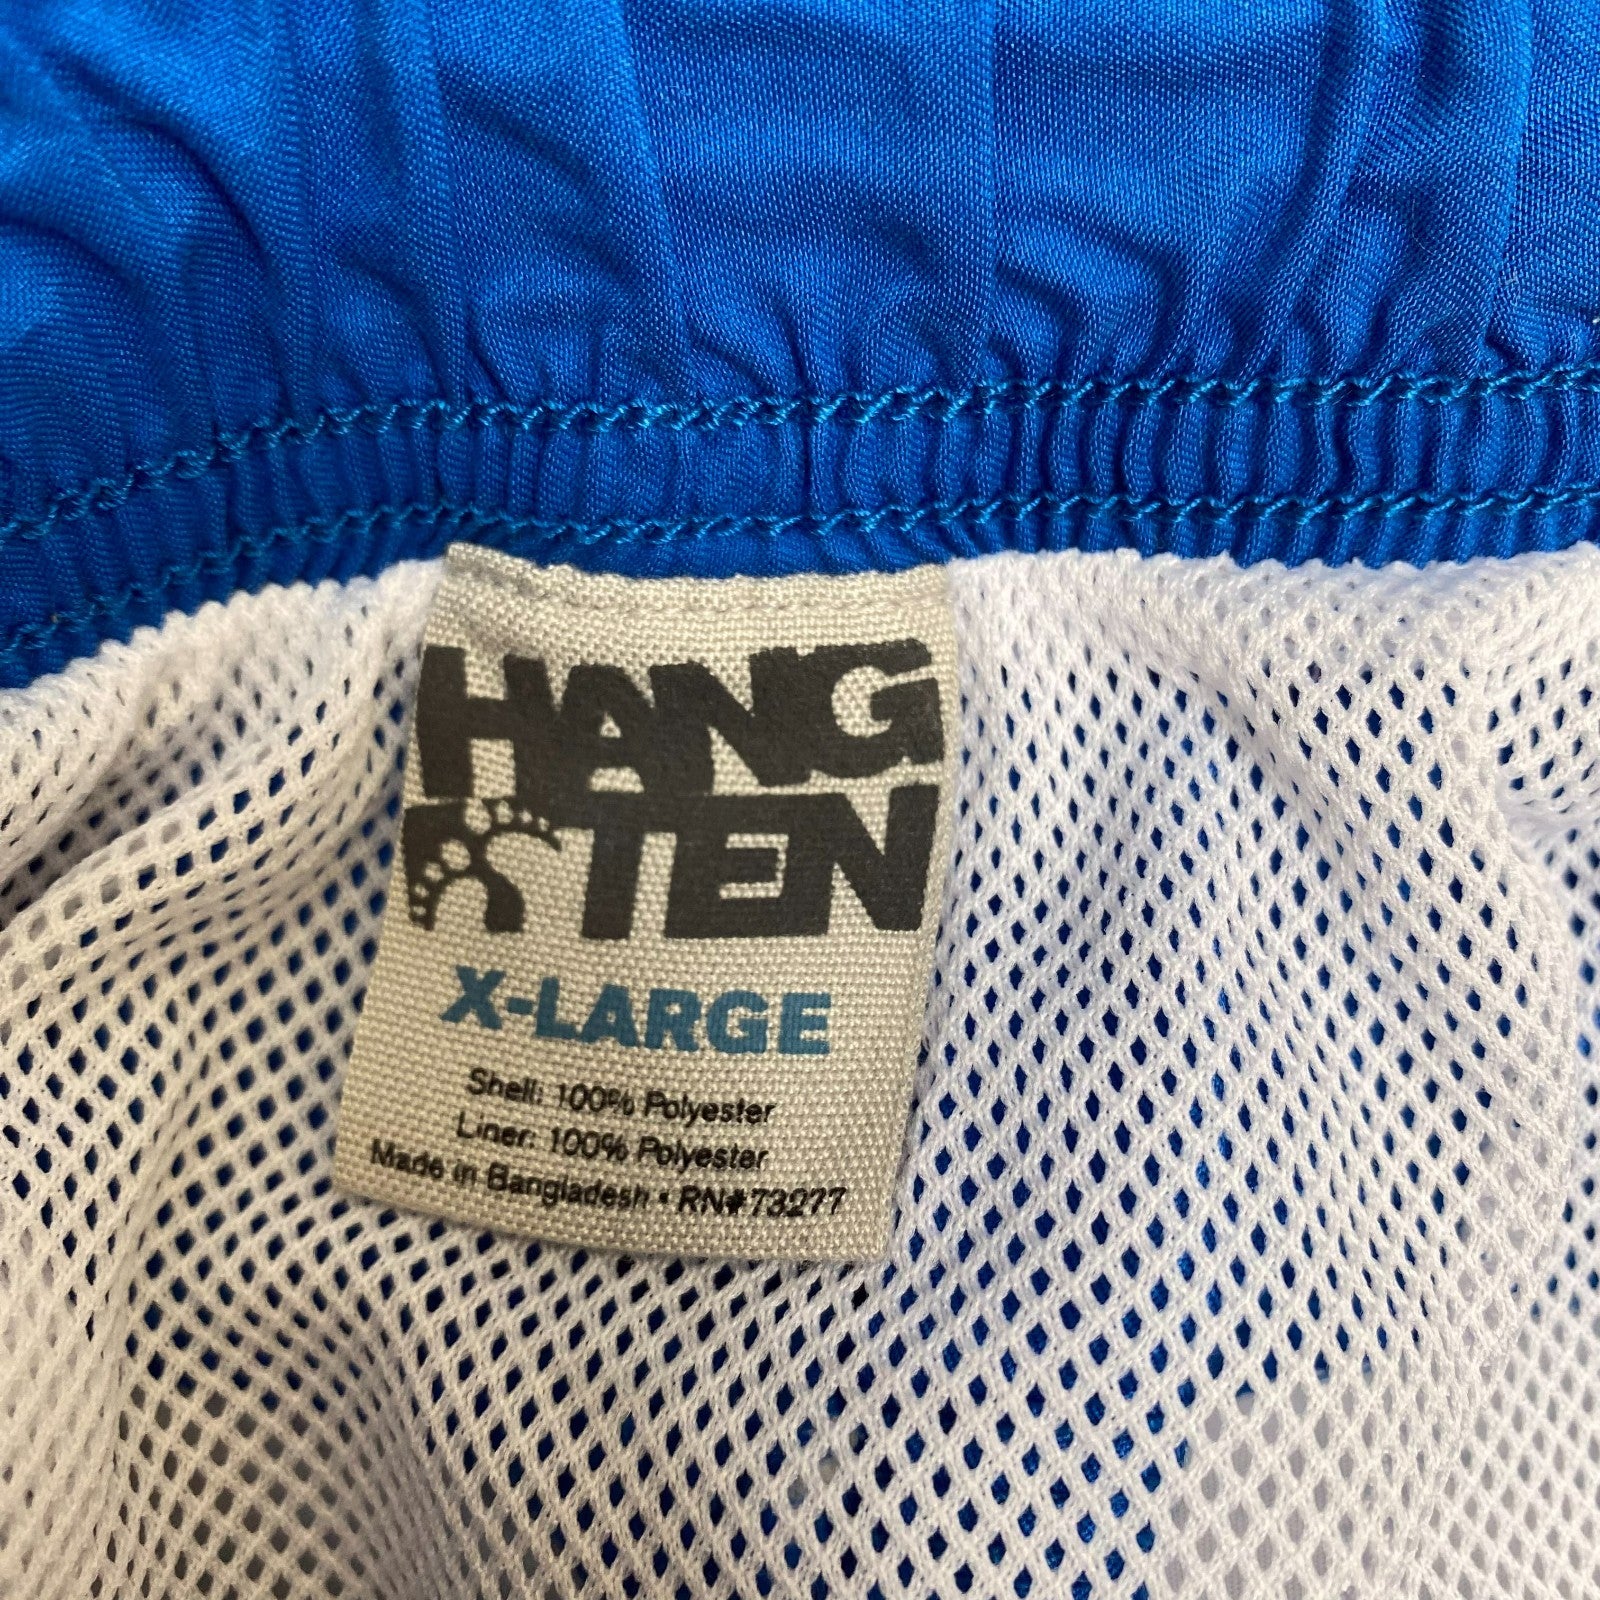 HANG
TEN
X-LARGE
Shell: 100% Polyester
Liner: 100% Polyester
Made in Bangladesh • RN#73277